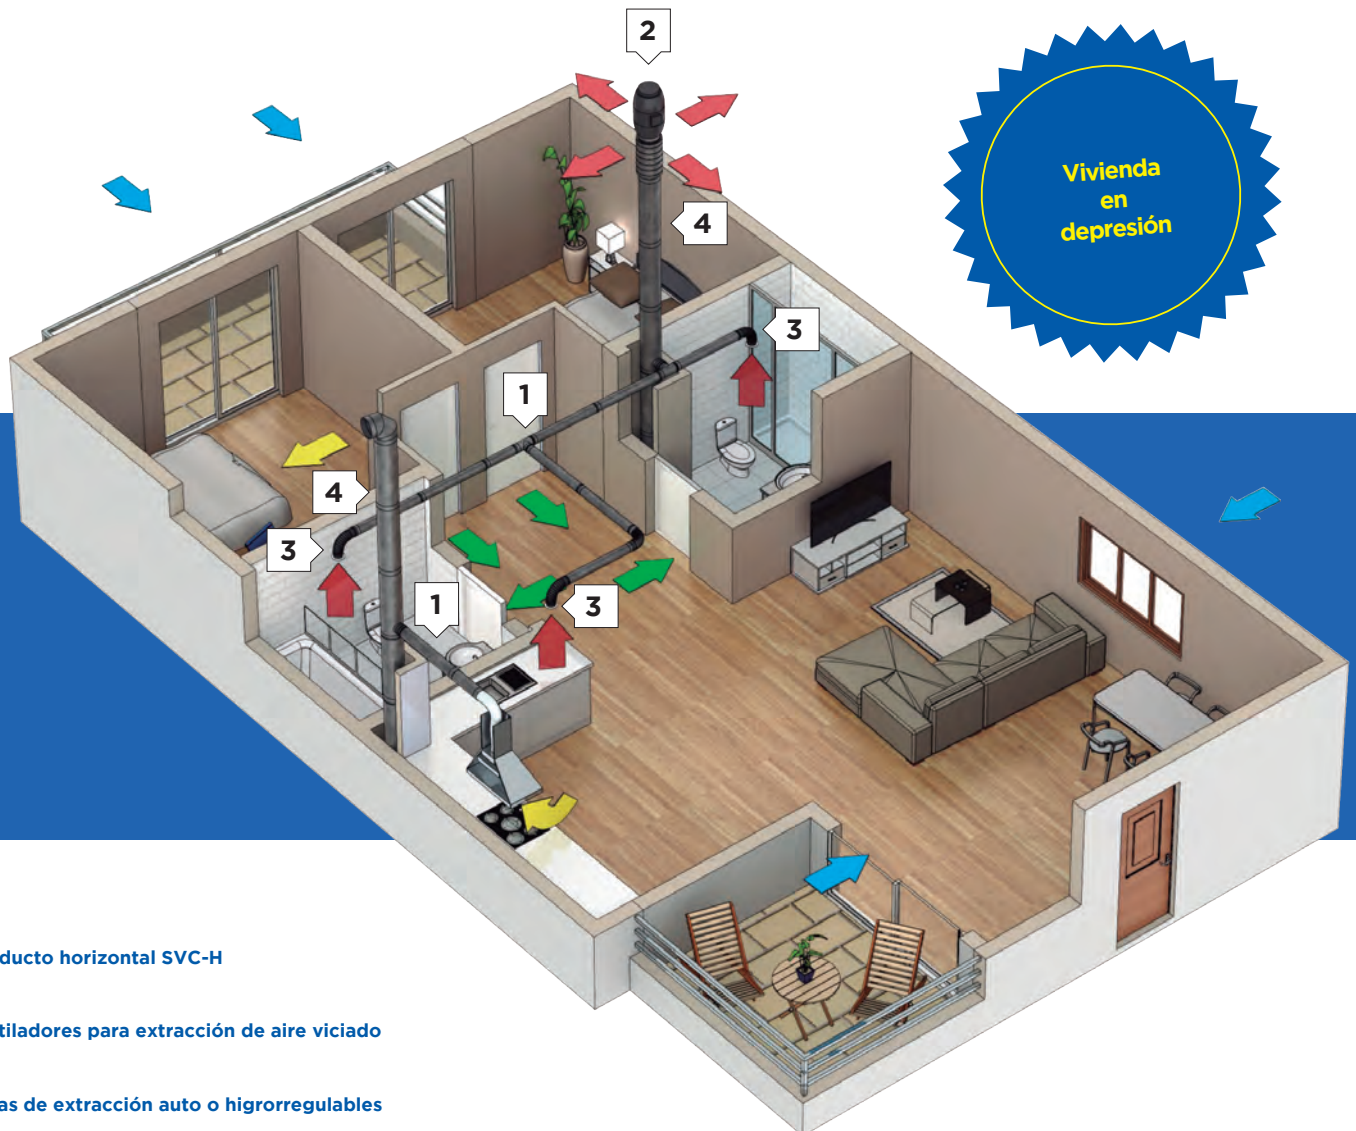 2
Vivienda
en
depresión
4
3
1
4
3
1
3
ducto horizontal SVC-H
tiladores para extracción de aire viciado
as de extracción auto o higrorregulables